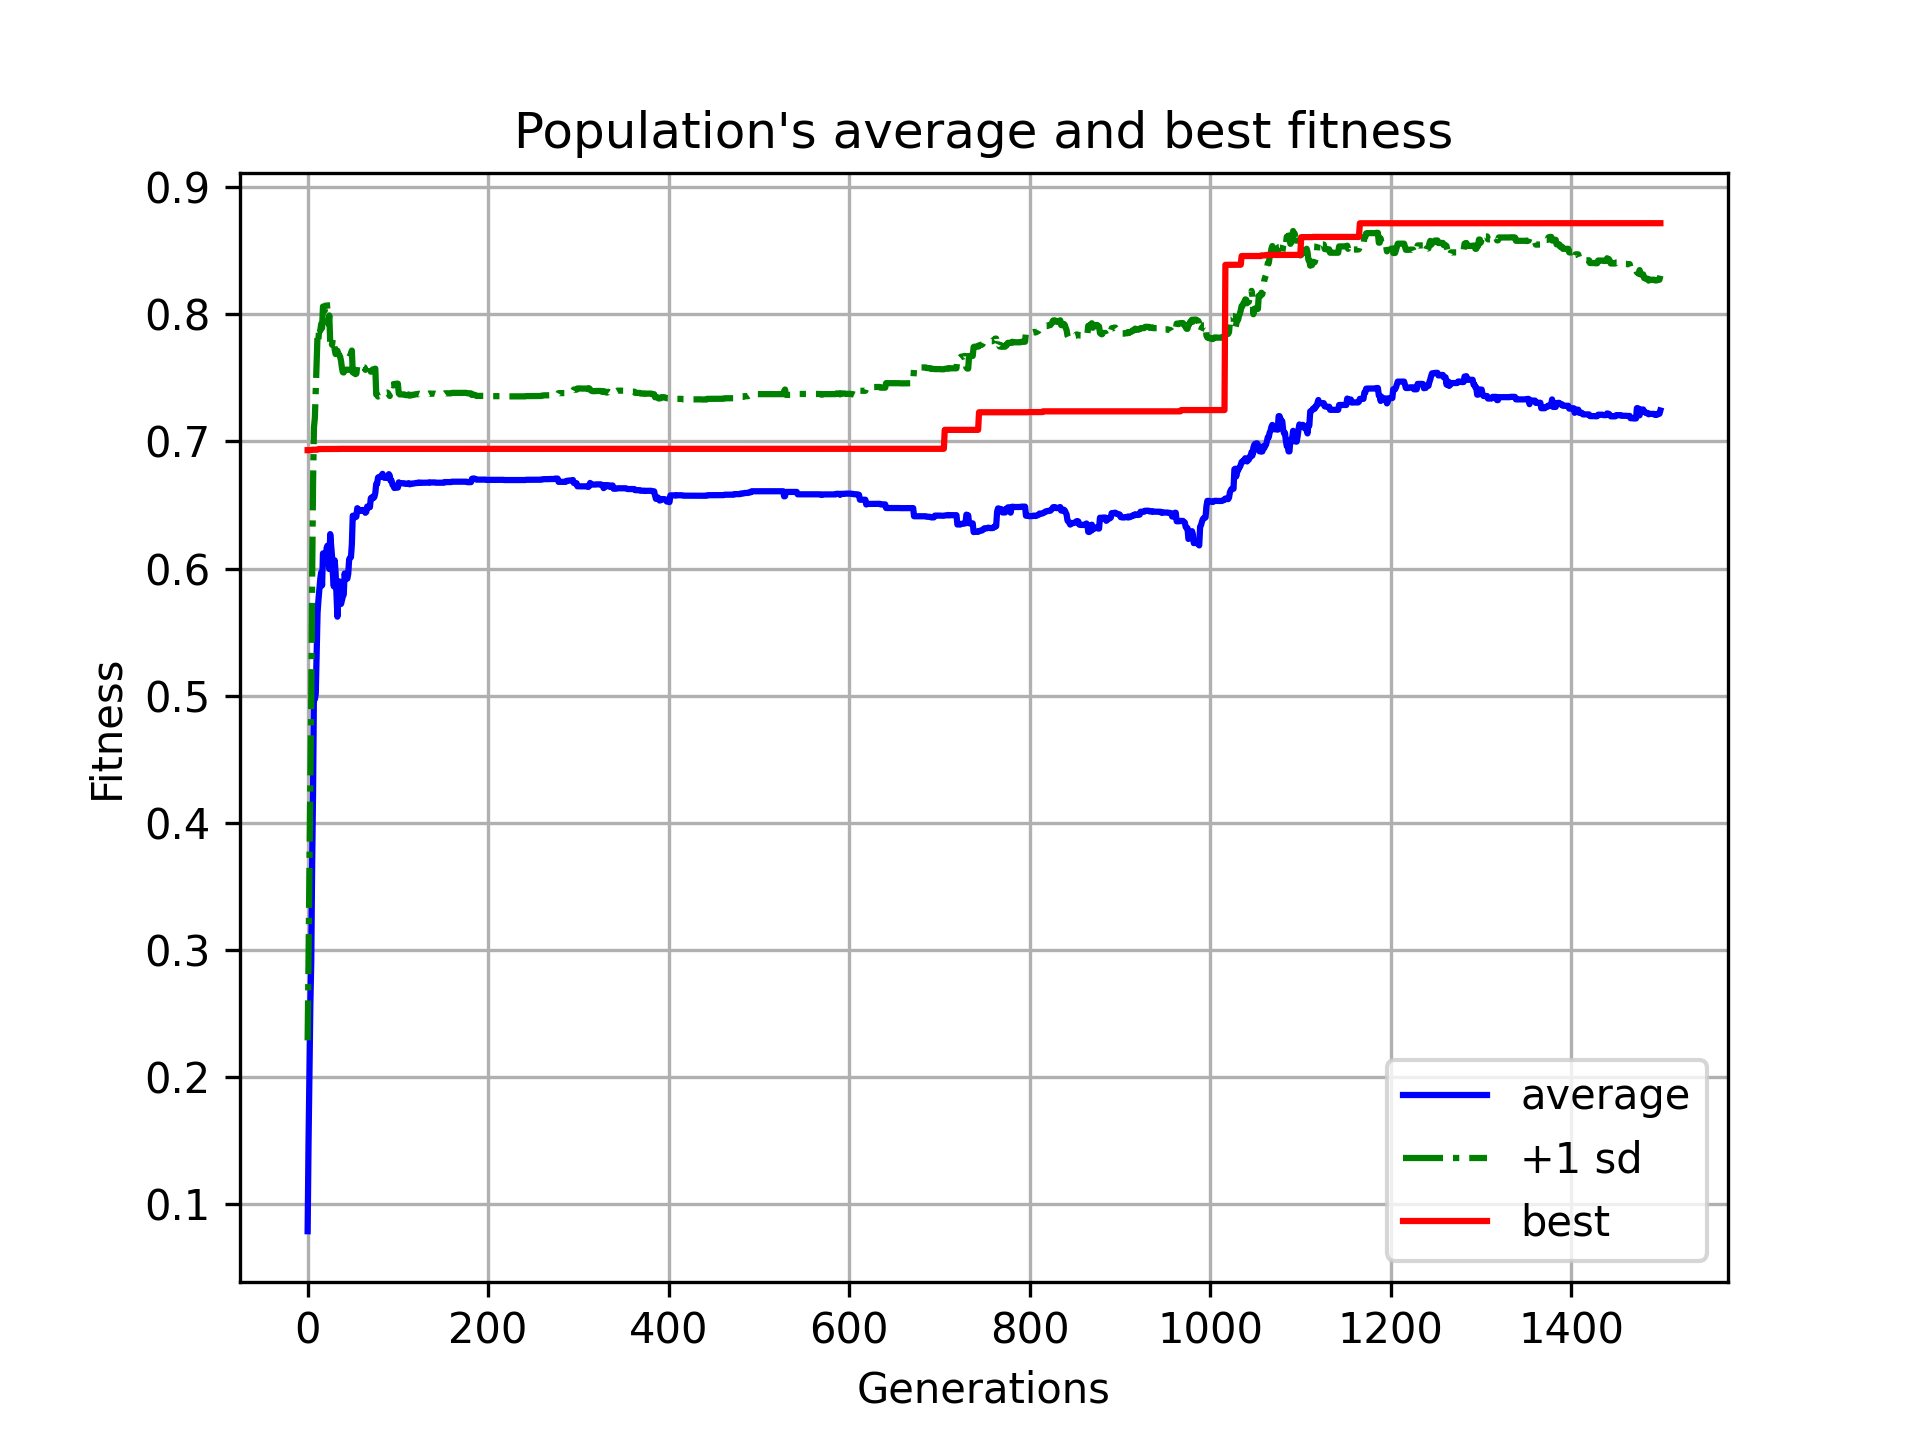 Population's average and best fitness
0.9
0.8
0.7
0.6
0.5
0.4
0.3
0.2
0.1
Fitness
0 200 400 600 800 1000 1200 1400
Generations
average
+1 sd
best